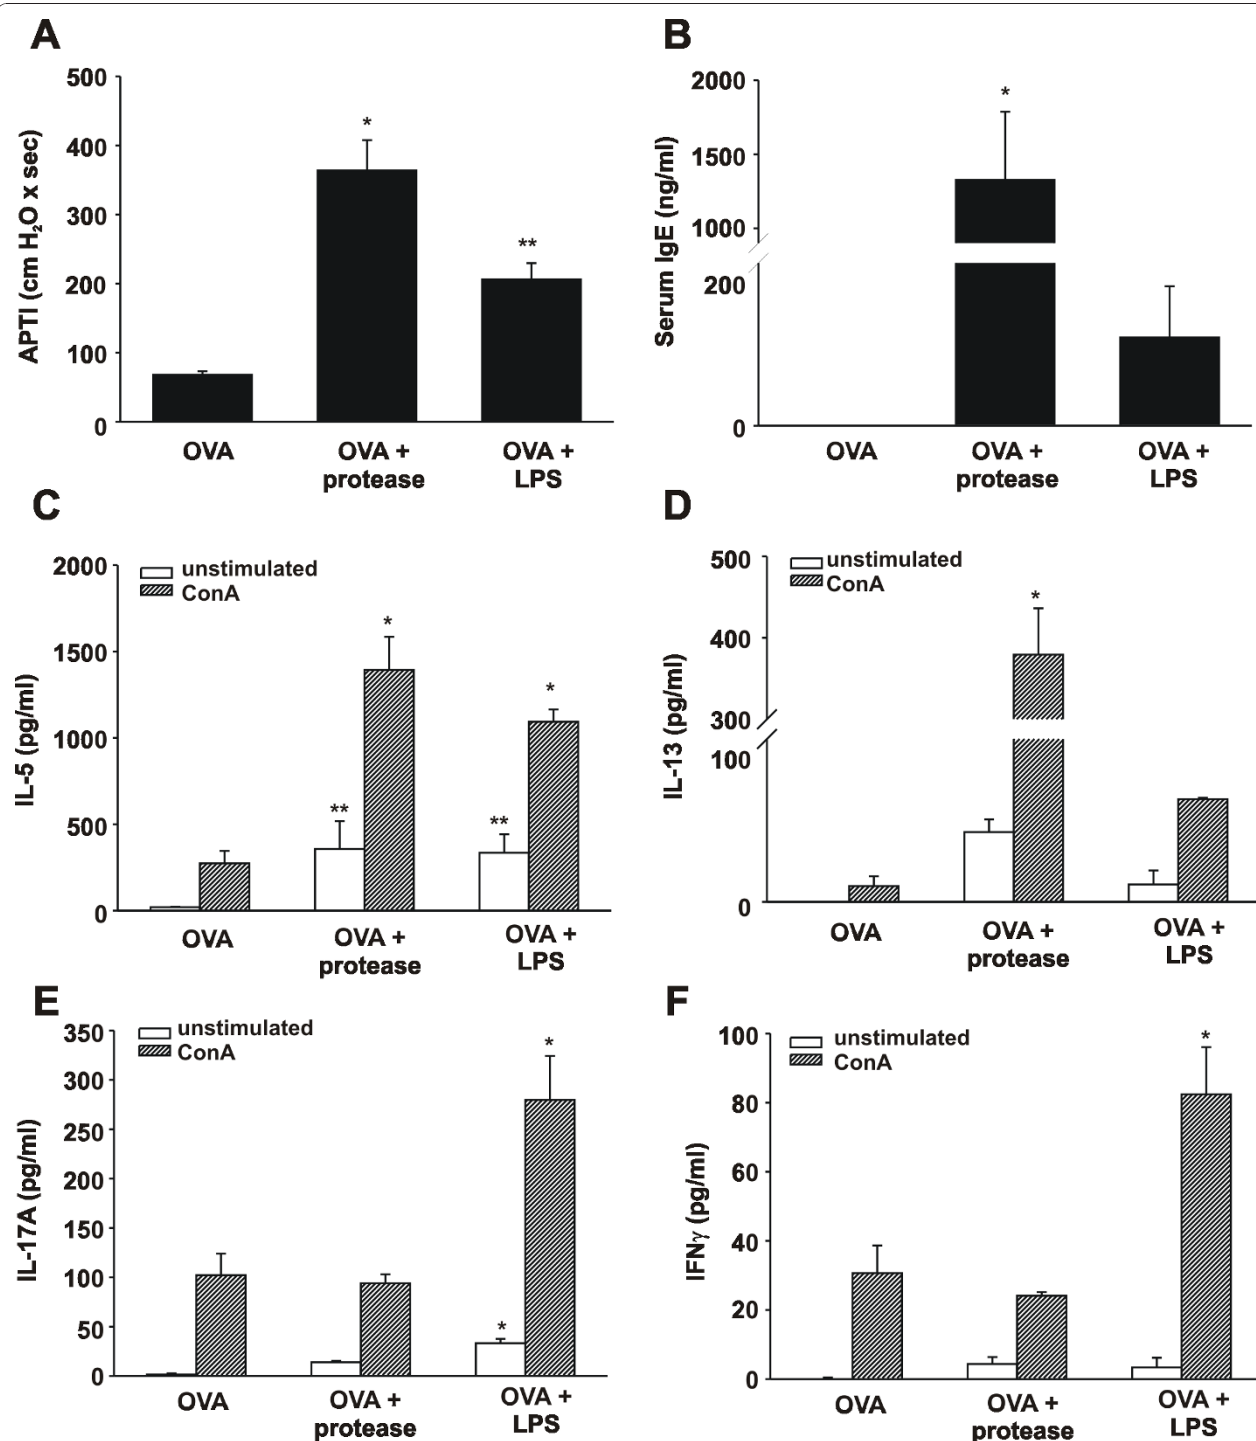 A
500
400
300
200
100
0
APTI (cm H₂O x sec)
*
**
OVA
OVA +
protease
OVA +
LPS
B
2000
1500
1000
200
0
Serum IgE (ng/ml)
*
OVA
OVA +
protease
OVA +
LPS
C
unstimulated
ConA
2000
1500
1000
500
0
IL-5 (pg/ml)
**
*
**
*
OVA
OVA +
protease
OVA +
LPS
D
unstimulated
ConA
500
400
300
100
0
IL-13 (pg/ml)
*
OVA
OVA +
protease
OVA +
LPS
E
unstimulated
ConA
350
300
250
200
150
100
50
0
IL-17A (pg/ml)
*
*
OVA
OVA +
protease
OVA +
LPS
F
unstimulated
ConA
100
80
60
40
20
0
IFNγ (pg/ml)
*
OVA
OVA +
protease
OVA +
LPS